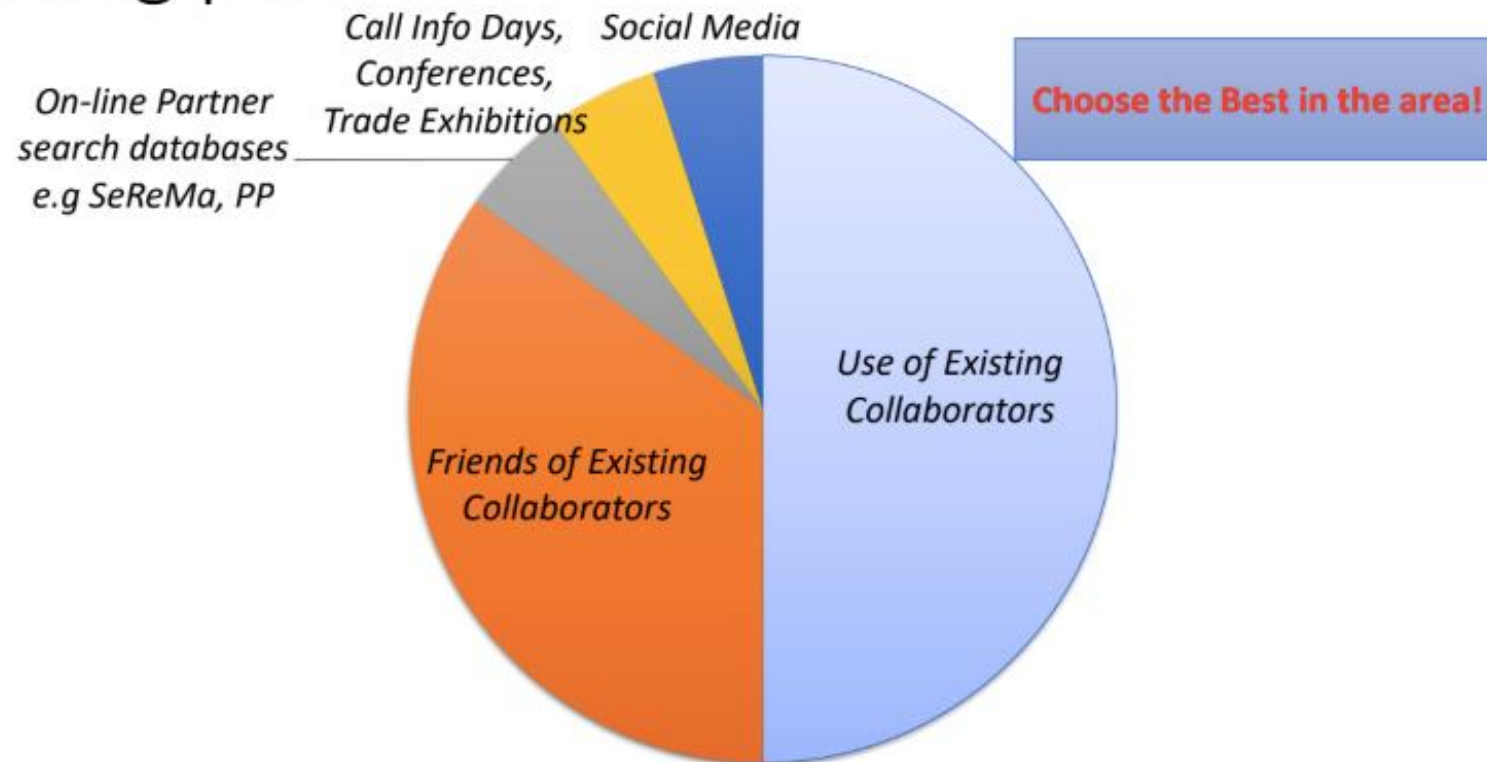 Call Info Days,
Conferences,
Trade Exhibitions
Social Media
On-line Partner
search databases
e.g SeReMa, PP
Choose the Best in the area!
Use of Existing
Collaborators
Friends of Existing
Collaborators